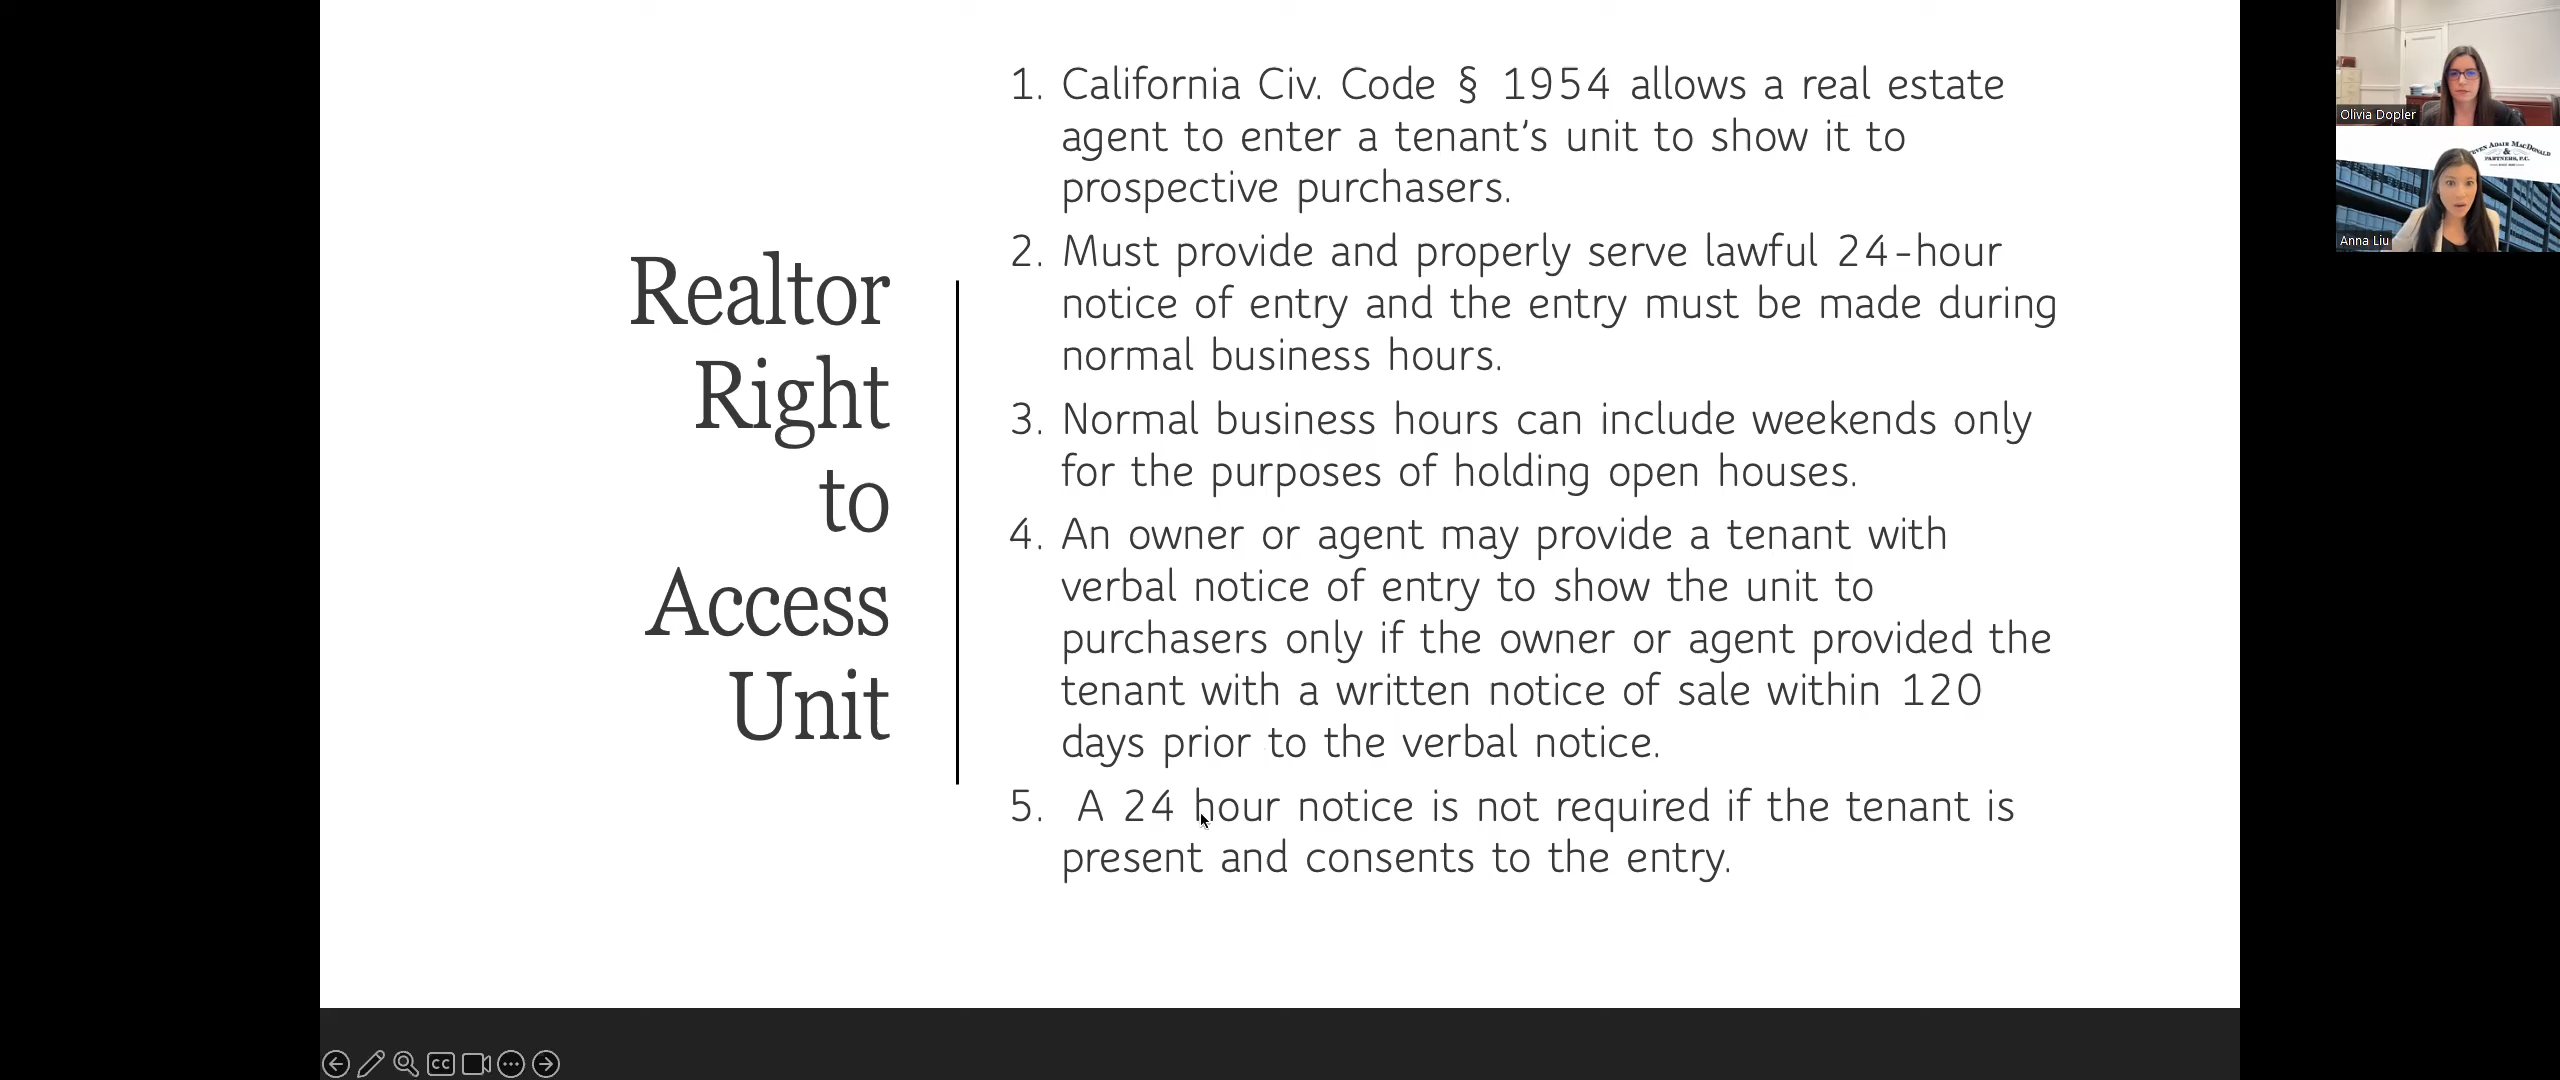 Realtor
Right
to
Access
Unit
1. California Civ. Code § 1954 allows a real estate
agent to enter a tenant’s unit to show it to
prospective purchasers.
2. Must provide and properly serve lawful 24-hour
notice of entry and the entry must be made during
normal business hours.
3. Normal business hours can include weekends only
for the purposes of holding open houses.
4. An owner or agent may provide a tenant with
verbal notice of entry to show the unit to
purchasers only if the owner or agent provided the
tenant with a written notice of sale within 120
days prior to the verbal notice.
5. A 24 hour notice is not required if the tenant is
present and consents to the entry.
Olivia Dopler
ADAIR MACDONALD
&
PARTNERS, P.C.
Anna Liu
CC